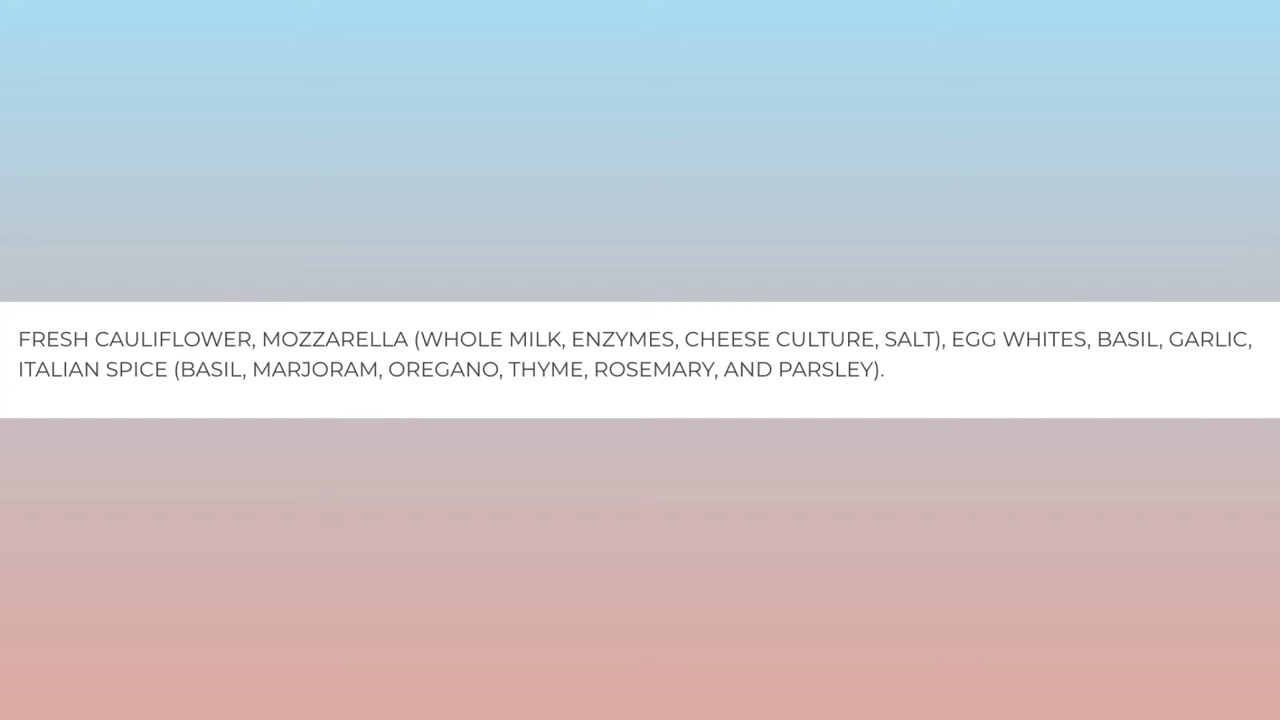 FRESH CAULIFLOWER, MOZZARELLA (WHOLE MILK, ENZYMES, CHEESE CULTURE, SALT), EGG WHITES, BASIL, GARLIC,
ITALIAN SPICE (BASIL, MARJORAM, OREGANO, THYME, ROSEMARY, AND PARSLEY).